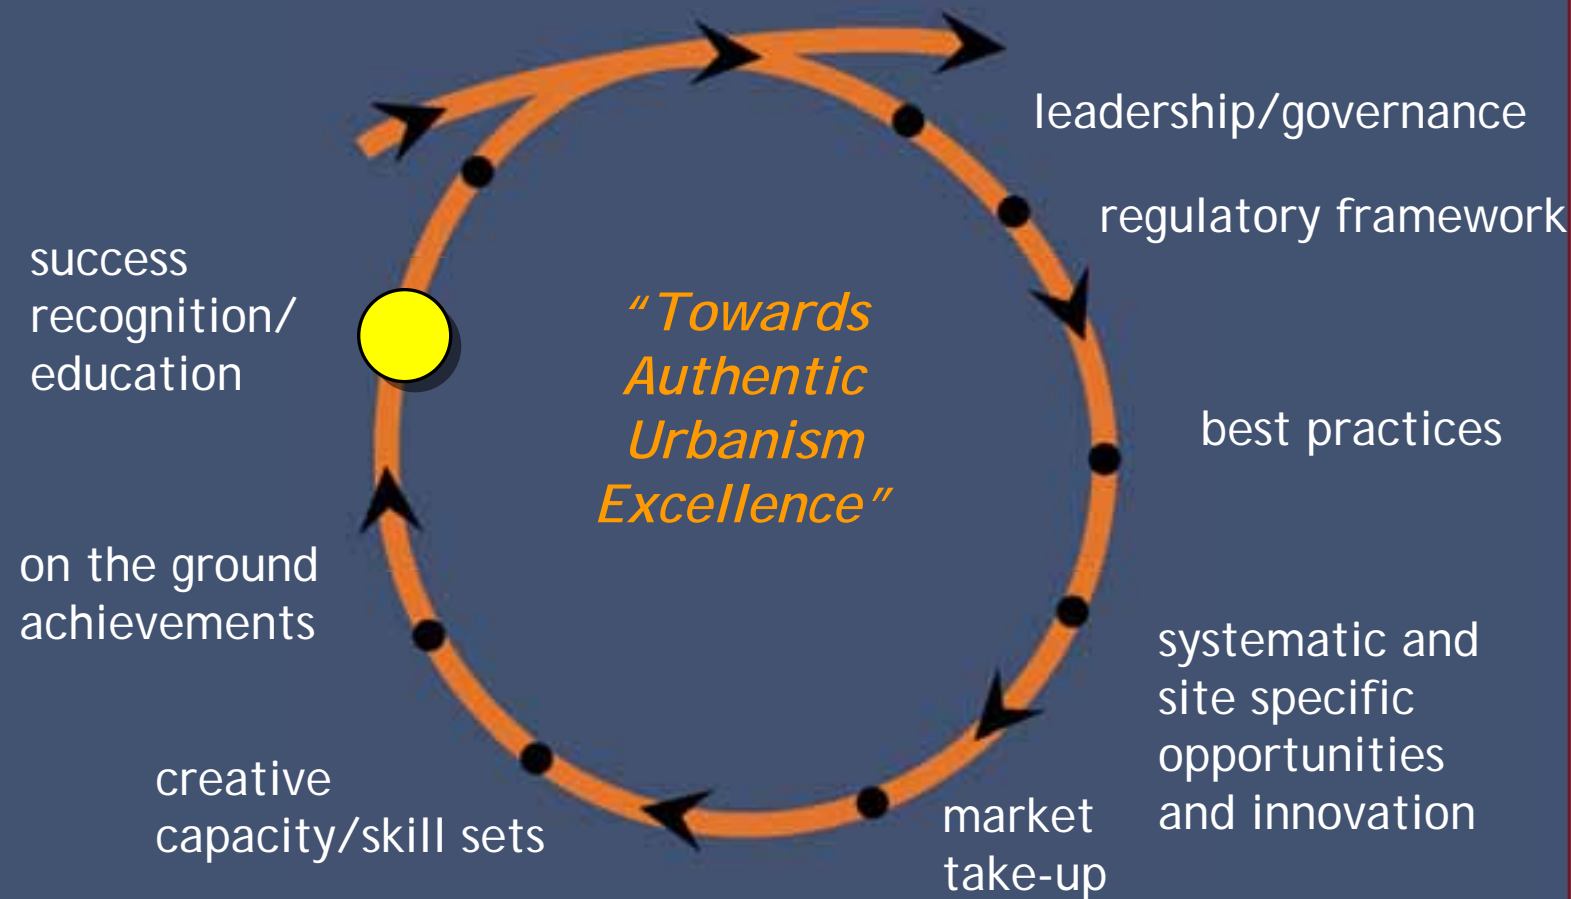 leadership/governance
regulatory framework
success
recognition/
education
“Towards
Authentic
Urbanism
Excellence”
best practices
on the ground
achievements
systematic and
site specific
opportunities
and innovation
creative
capacity/skill sets
market
take-up